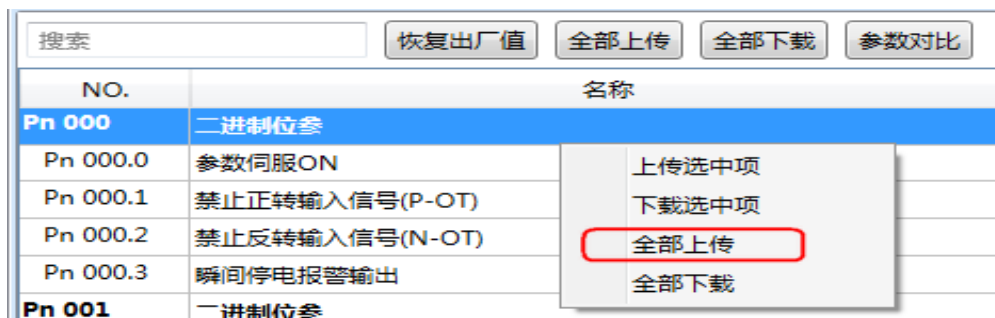 搜索 恢复出厂值 全部上传 全部下载 参数对比
NO. 名称
Pn 000 二进制位参
Pn 000.0 参数伺服ON
Pn 000.1 禁止正转输入信号(P-OT)
Pn 000.2 禁止反转输入信号(N-OT)
Pn 000.3 瞬间停电报警输出
Pn 001 二进制位参
上传选中项
下载选中项
全部上传
全部下载